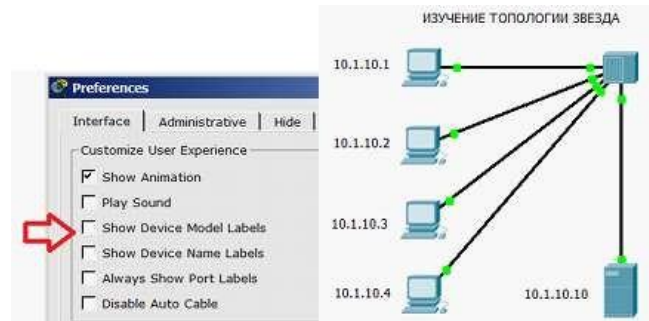 ИЗУЧЕНИЕ ТОПОЛОГИИ ЗВЕЗДА
Preferences
Interface Administrative Hide
Customize User Experience
Show Animation
Play Sound
Show Device Model Labels
Show Device Name Labels
Always Show Port Labels
Disable Auto Cable
10.1.10.1
10.1.10.2
10.1.10.3
10.1.10.4
10.1.10.10